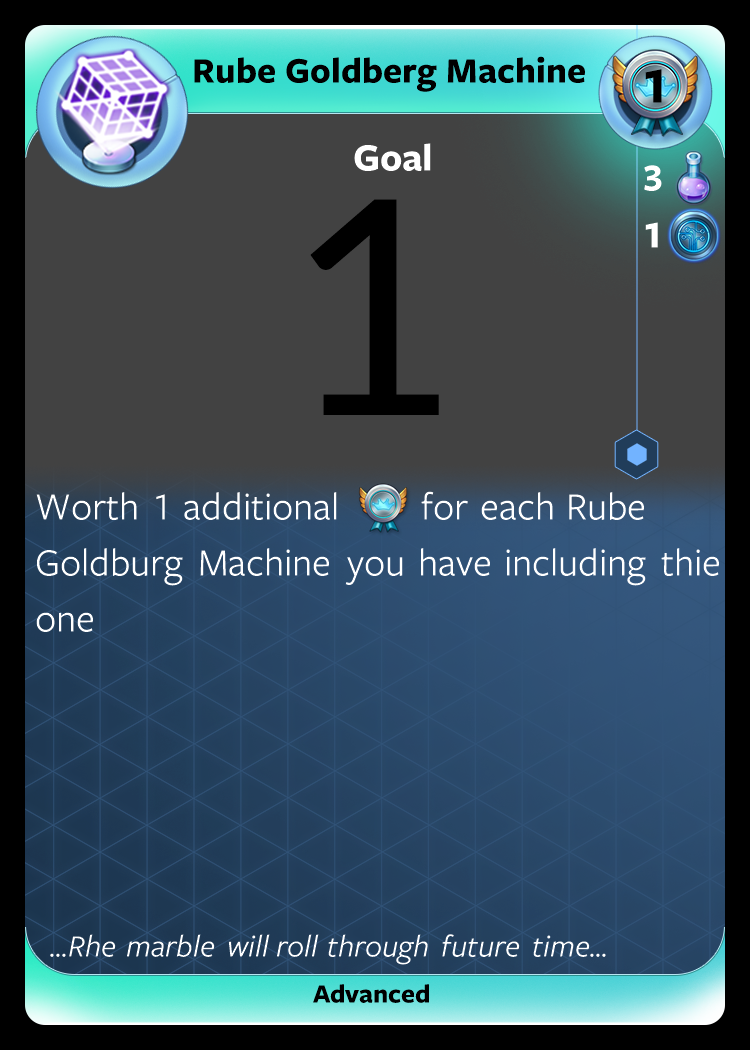 Rube Goldberg Machine
1
Goal
3
1
1
Worth 1 additional for each Rube
Goldburg Machine you have including thie
one
...Rhe marble will roll through future time...
Advanced